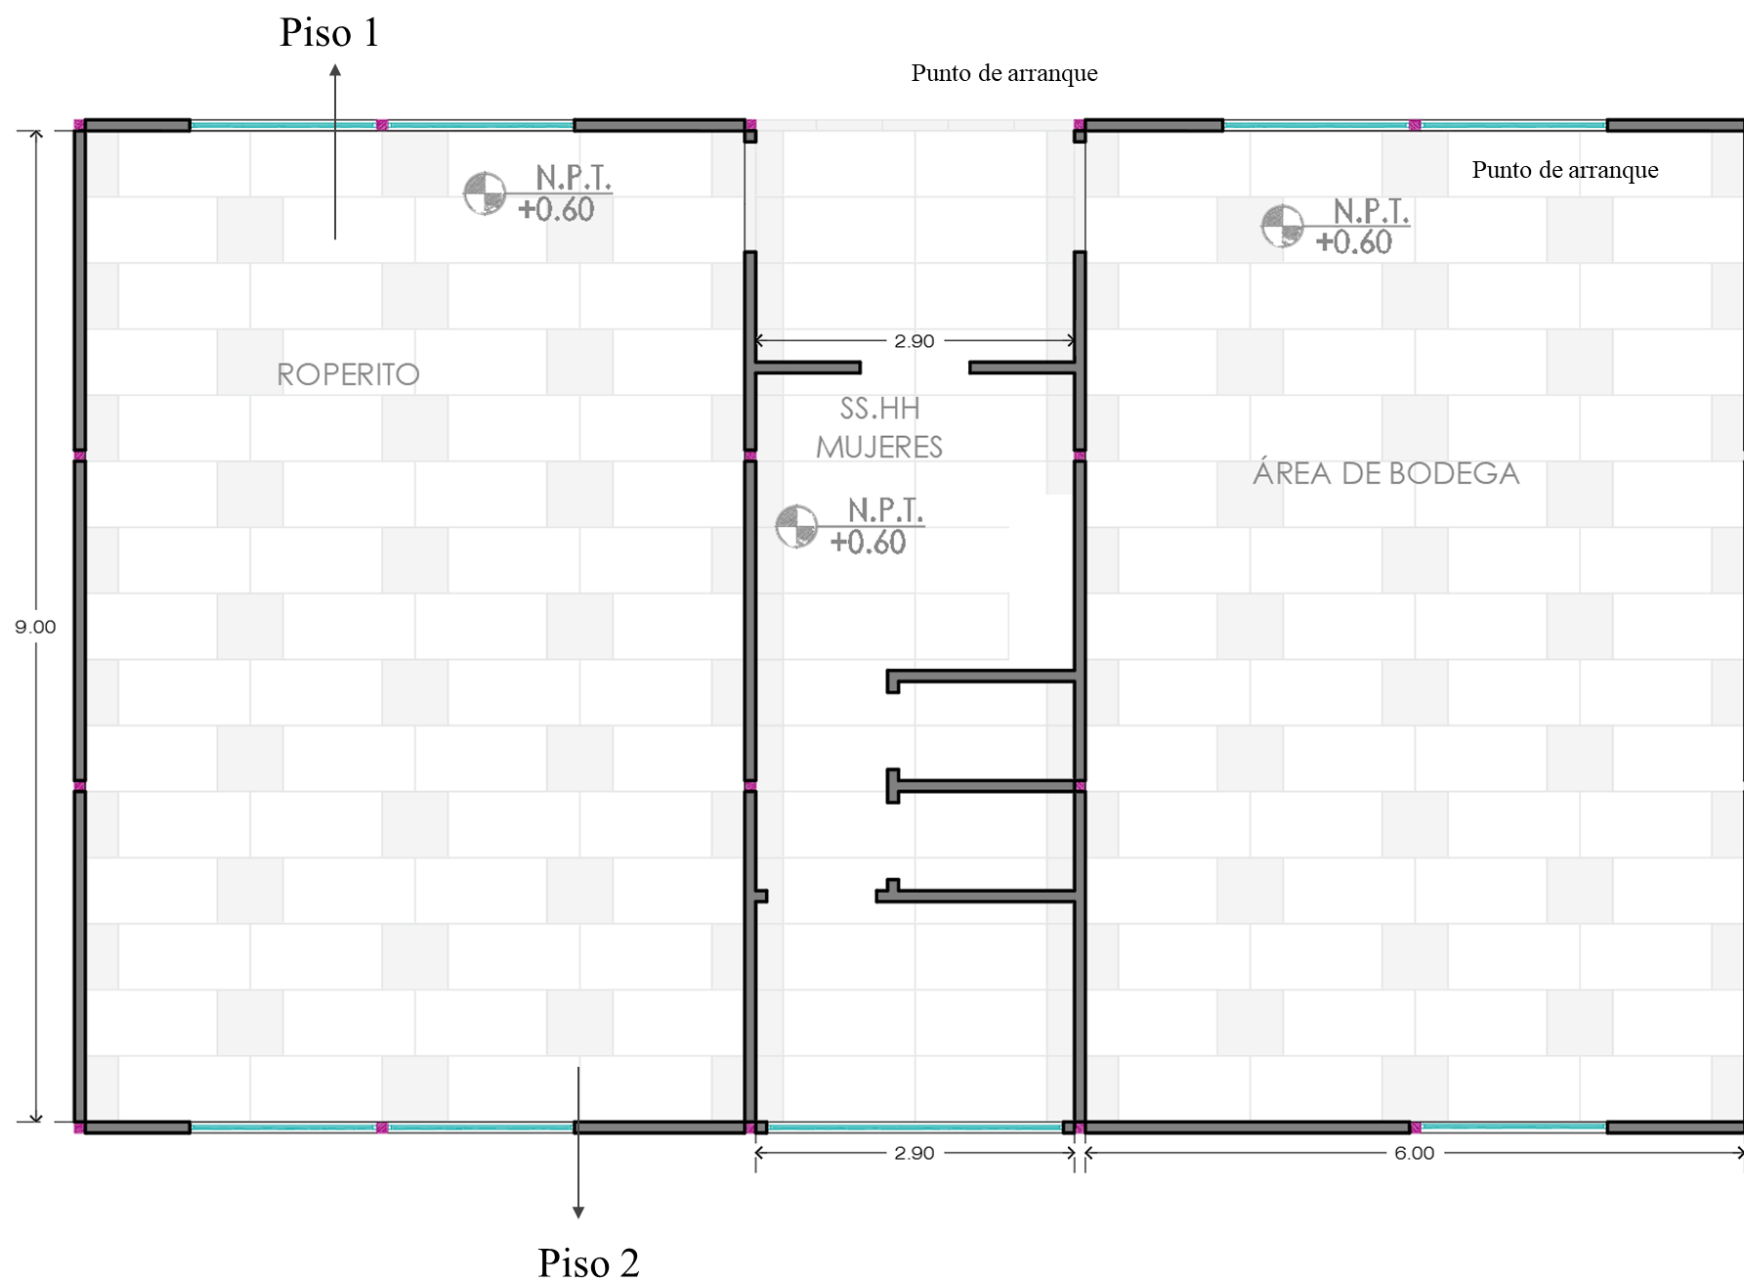 Piso 1
Punto de arranque
Punto de arranque
N.P.T.
+0.60
N.P.T.
+0.60
2.90
ROPERITO
SS.HH
MUJERES
ÁREA DE BODEGA
N.P.T.
+0.60
9.00
2.90
6.00
Piso 2